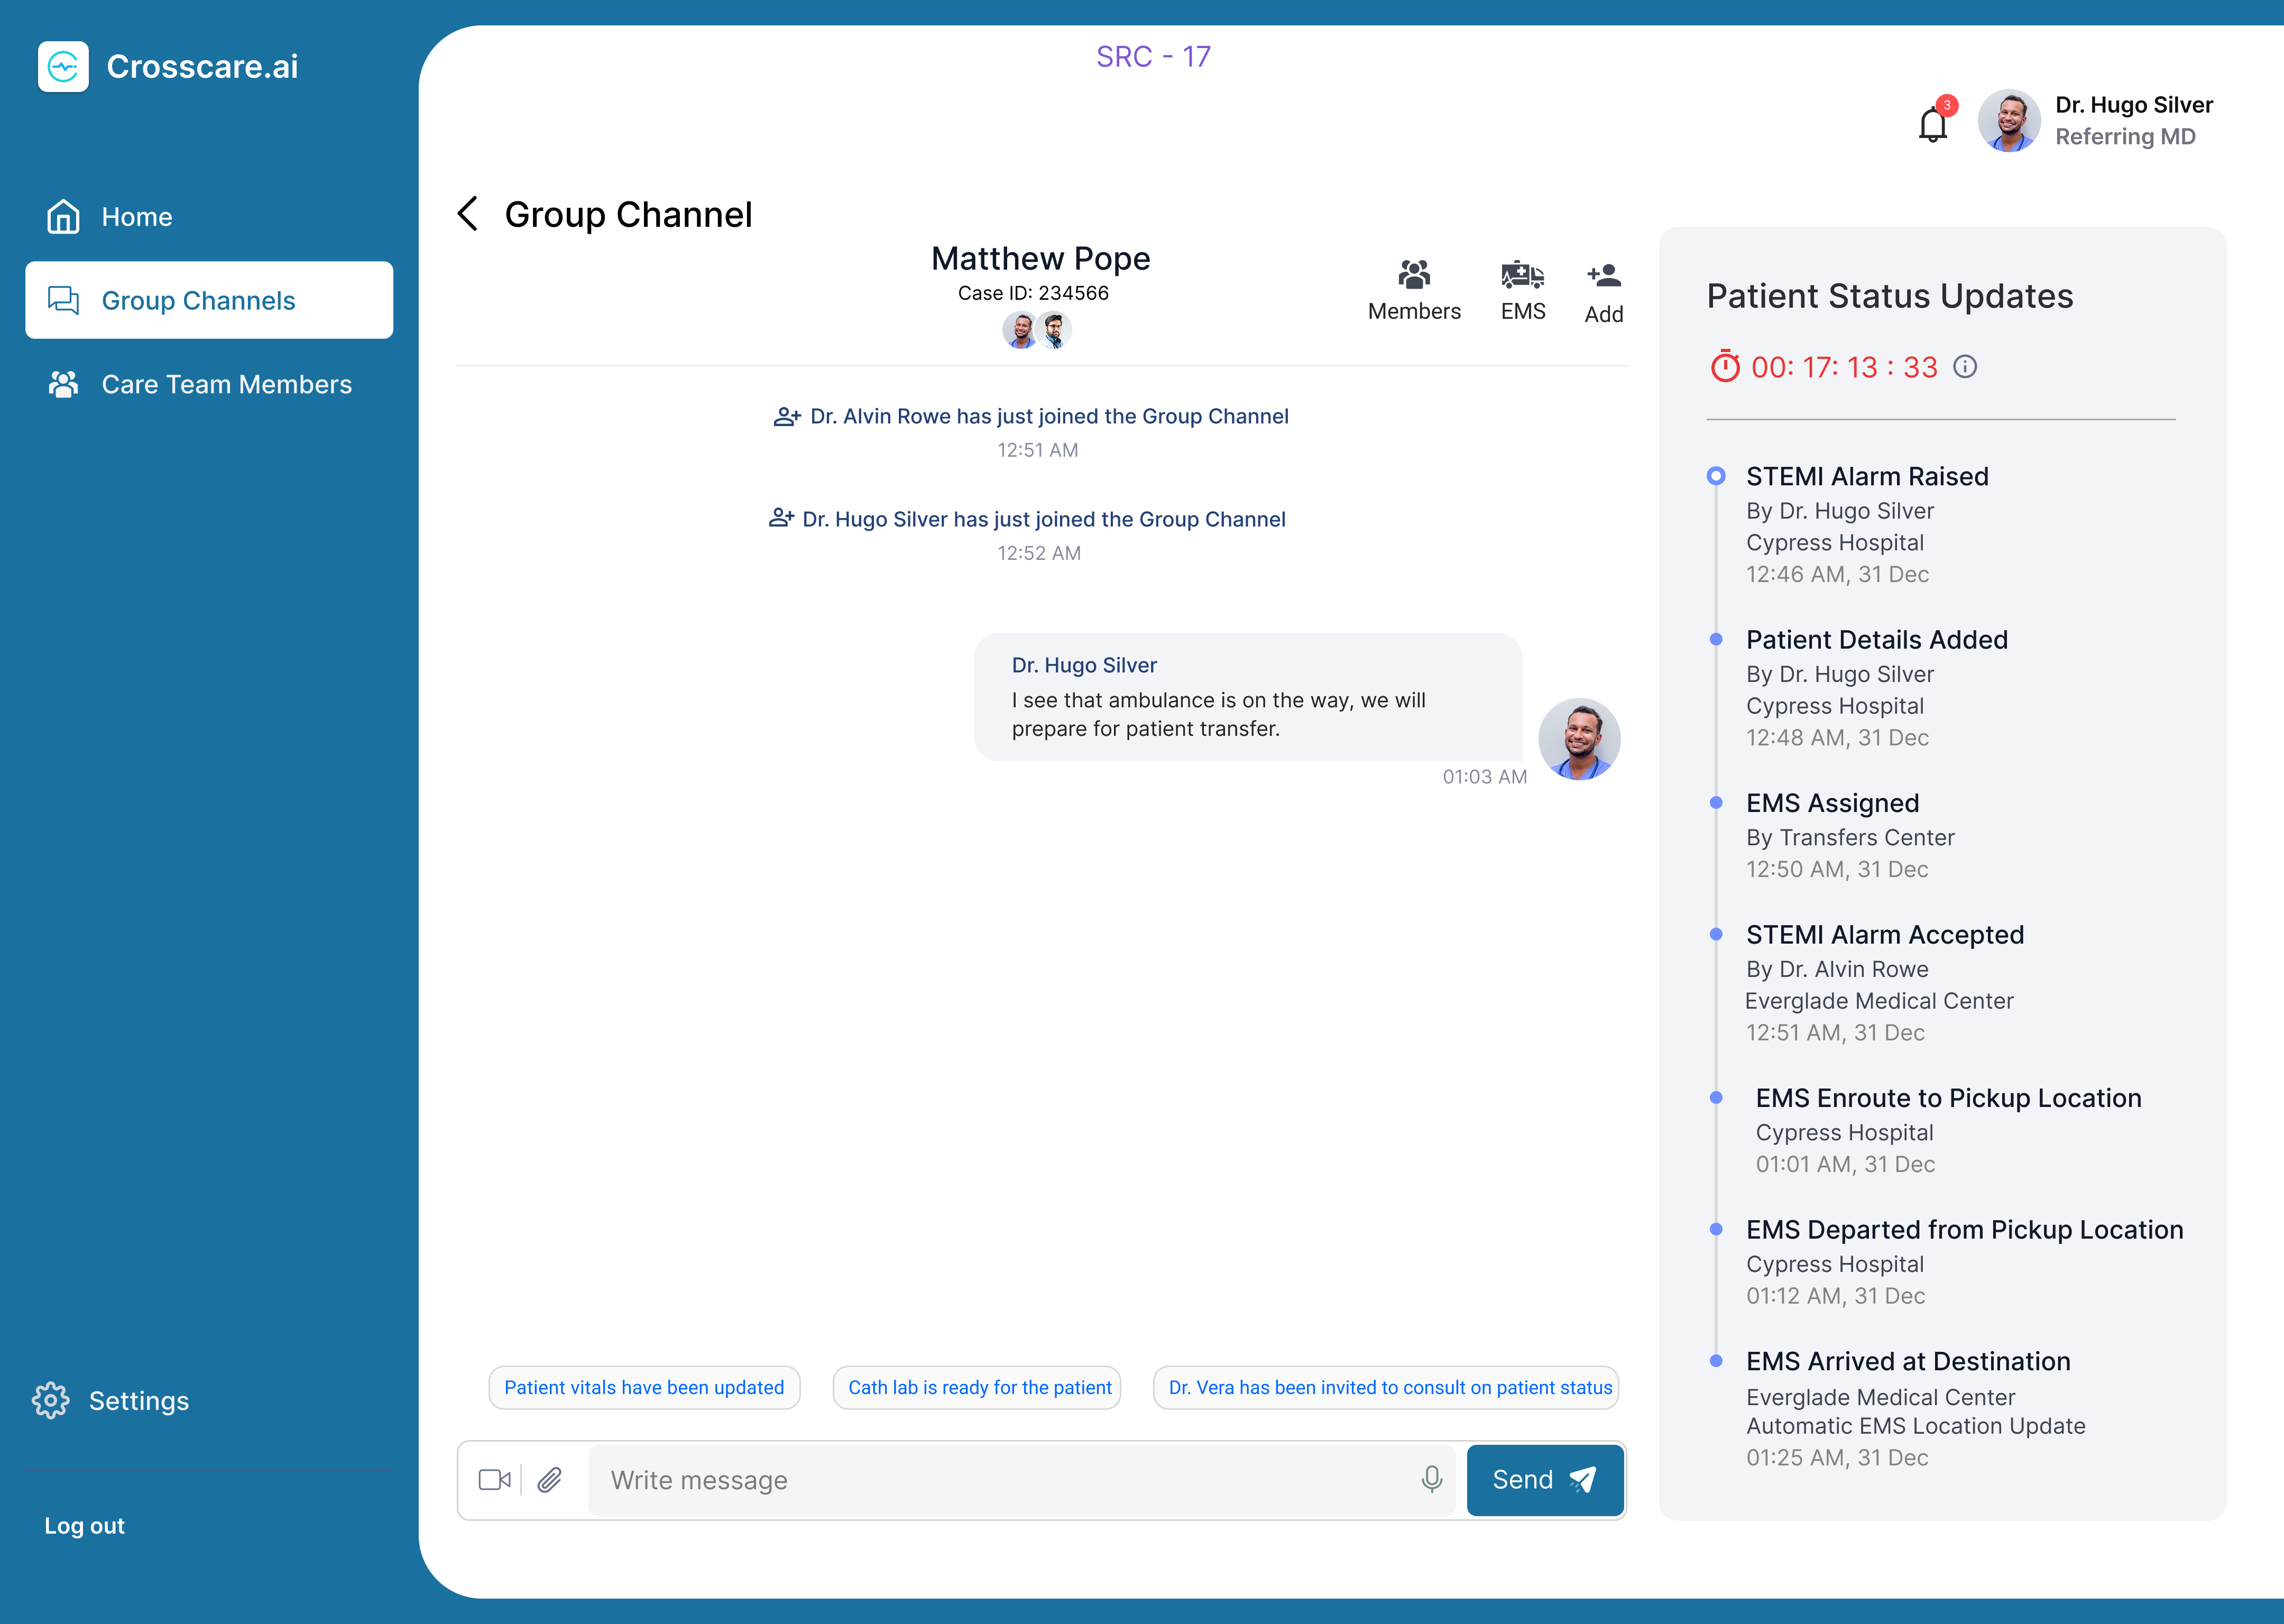 Crosscare.ai
SRC - 17
3
Dr. Hugo Silver
Referring MD
Home
Group Channels
Care Team Members
Settings
Log out
Group Channel
Matthew Pope
Case ID: 234566
Members
EMS
Add
Dr. Alvin Rowe has just joined the Group Channel
12:51 AM
Dr. Hugo Silver has just joined the Group Channel
12:52 AM
Dr. Hugo Silver
I see that ambulance is on the way, we will
prepare for patient transfer.
01:03 AM
Patient vitals have been updated
Cath lab is ready for the patient
Dr. Vera has been invited to consult on patient status
Write message
Send
Patient Status Updates
00: 17: 13 : 33
STEMI Alarm Raised
By Dr. Hugo Silver
Cypress Hospital
12:46 AM, 31 Dec
Patient Details Added
By Dr. Hugo Silver
Cypress Hospital
12:48 AM, 31 Dec
EMS Assigned
By Transfers Center
12:50 AM, 31 Dec
STEMI Alarm Accepted
By Dr. Alvin Rowe
Everglade Medical Center
12:51 AM, 31 Dec
EMS Enroute to Pickup Location
Cypress Hospital
01:01 AM, 31 Dec
EMS Departed from Pickup Location
Cypress Hospital
01:12 AM, 31 Dec
EMS Arrived at Destination
Everglade Medical Center
Automatic EMS Location Update
01:25 AM, 31 Dec